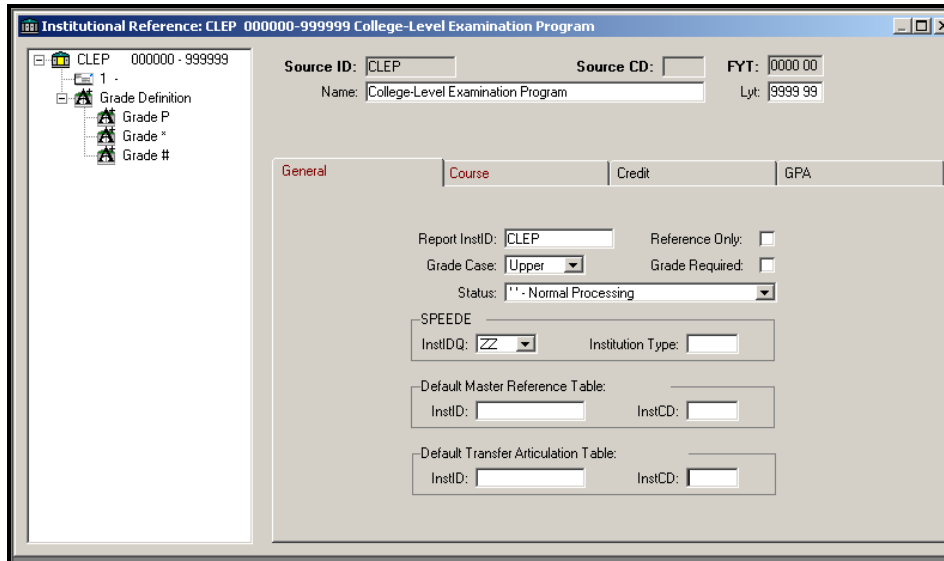 Institutional Reference: CLEP 000000-999999 College-Level Examination Program
CLEP 000000 - 999999
1 -
Grade Definition
Grade P
Grade *
Grade #
Source ID: CLEP Source CD: FYT: 0000 00
Name: College-Level Examination Program Lyt: 9999 99
General Course Credit GPA
Report InstID: CLEP Reference Only:
Grade Case: Upper Grade Required:
Status: ' ' - Normal Processing
SPEEDE
InstIDQ: ZZ Institution Type:
Default Master Reference Table:
InstID: InstCD:
Default Transfer Articulation Table:
InstID: InstCD: